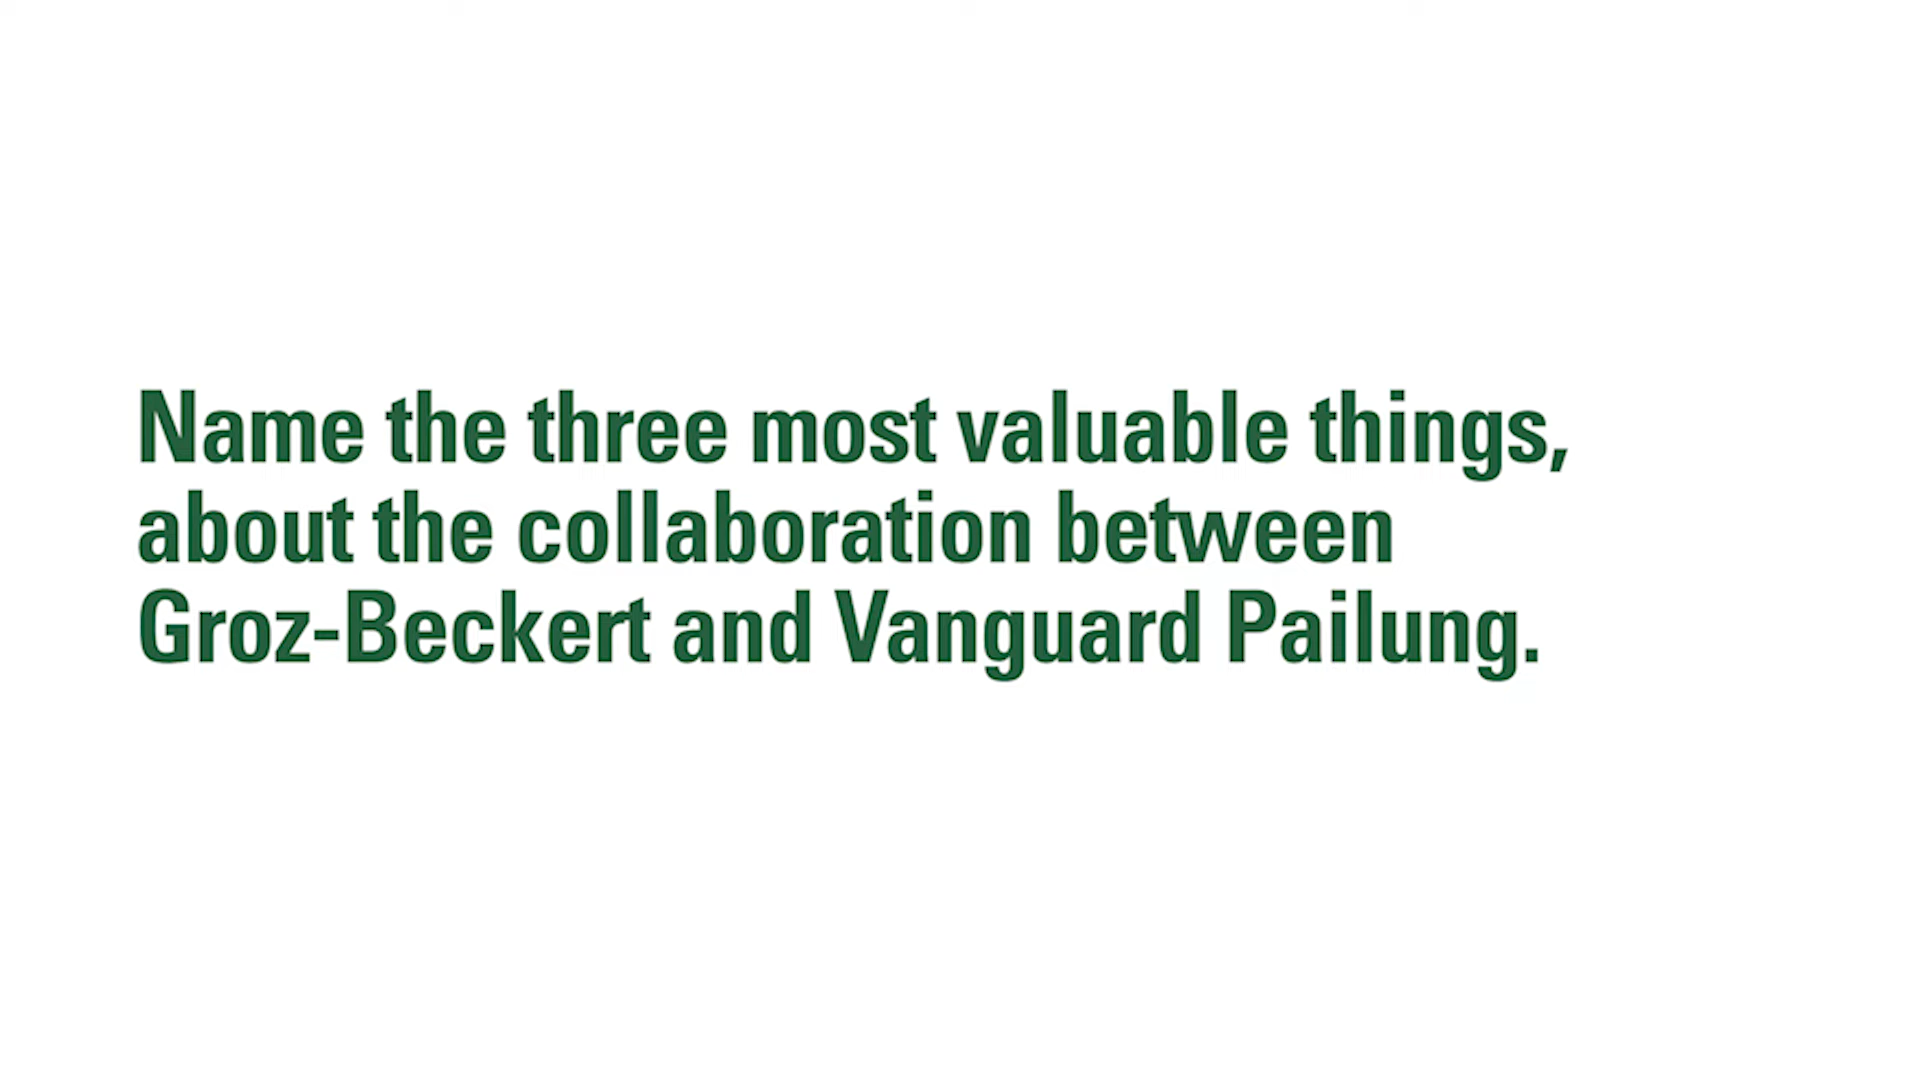 Name the three most valuable things,
about the collaboration between
Groz-Beckert and Vanguard Pailung.